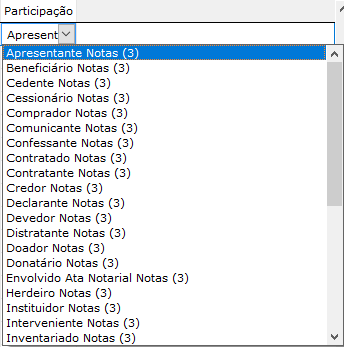 Participação
Apresent
Apresentante Notas (3)
Beneficiário Notas (3)
Cedente Notas (3)
Cessionário Notas (3)
Comprador Notas (3)
Comunicante Notas (3)
Confessante Notas (3)
Contratado Notas (3)
Contratante Notas (3)
Credor Notas (3)
Declarante Notas (3)
Devedor Notas (3)
Distratante Notas (3)
Doador Notas (3)
Donatário Notas (3)
Envolvido Ata Notarial Notas (3)
Herdeiro Notas (3)
Instituidor Notas (3)
Interveniente Notas (3)
Inventariado Notas (3)